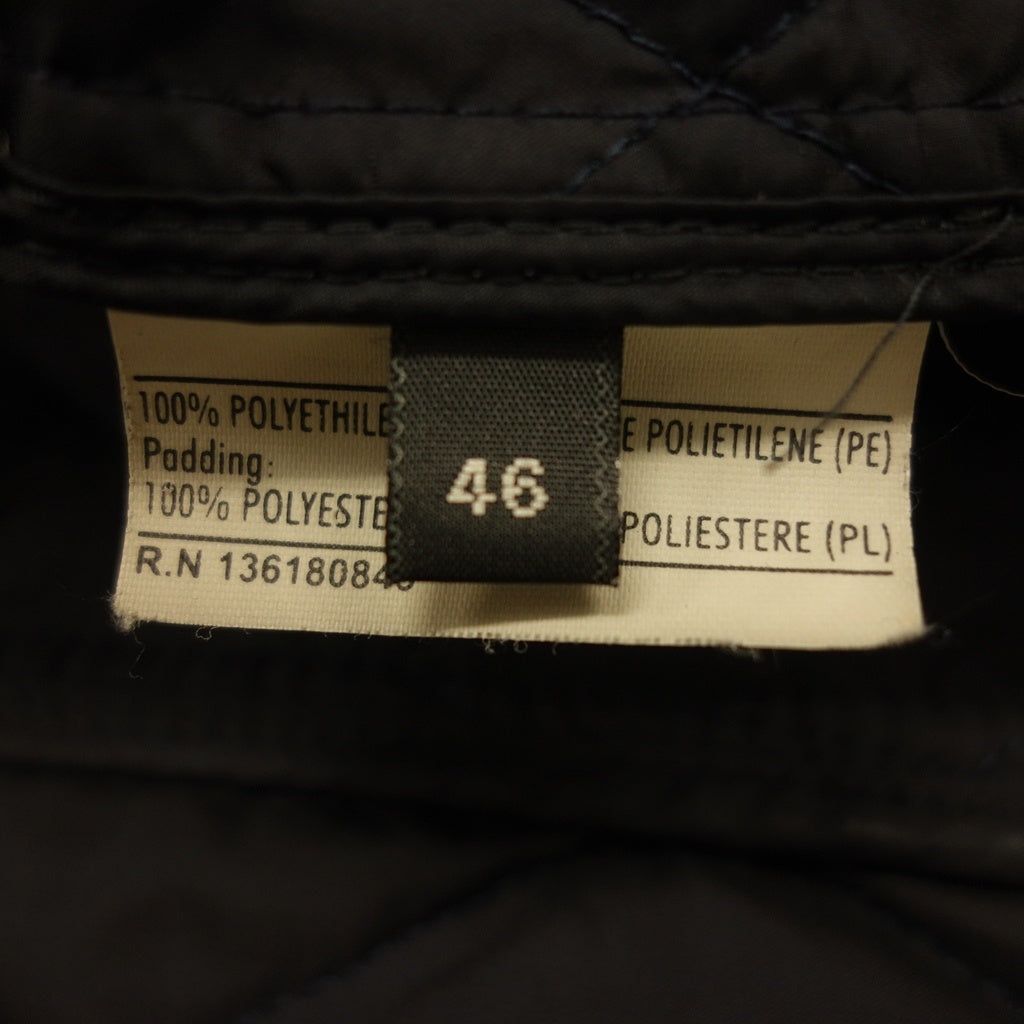 100% POLYETHILE E POLIETILENE (PE)
Padding:
100% POLYESTE POLIESTERE (PL)
R.N 13618084
46